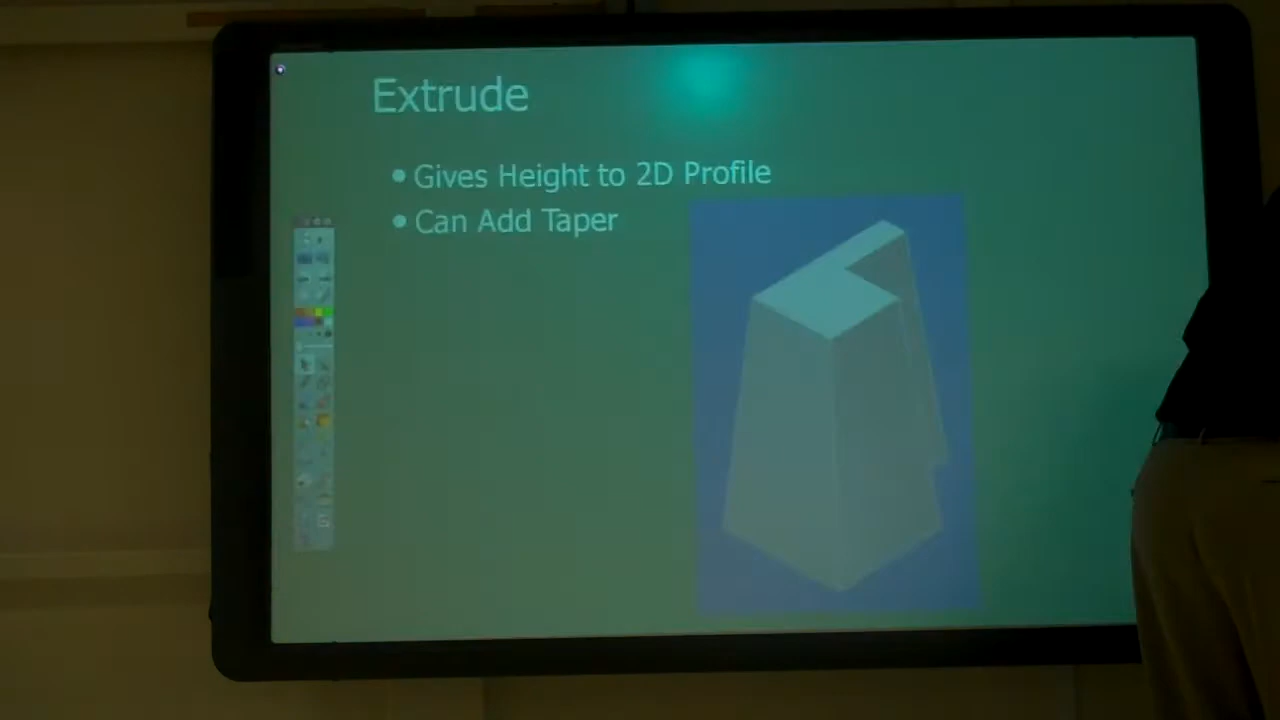 Extrude
• Gives Height to 2D Profile
• Can Add Taper